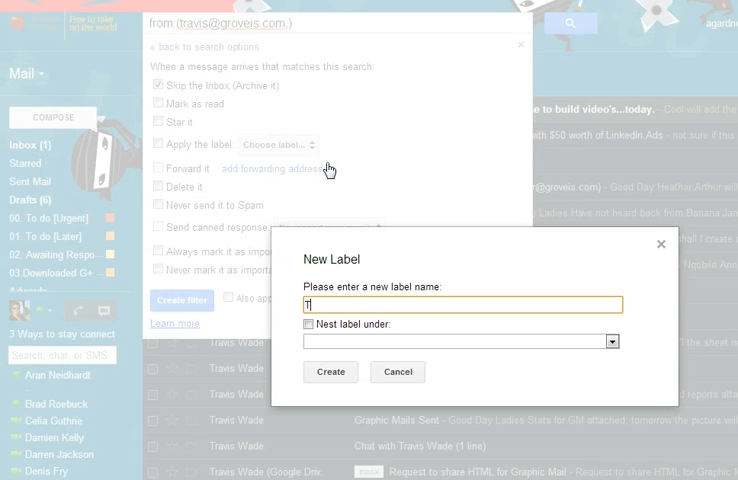 Free to take on the world
from:(travis@groveis.com,)
agardne
« back to search options
×
Mail
When a message arrives that matches this search:
Skip the Inbox (Archive it)
Mark as read
COMPOSE
Star it
se to build video's...today. - Cool will add the
Inbox (1)
Apply the label: Choose label...
with $50 worth of LinkedIn Ads - not sure if this
Starred
Forward it add forwarding address
Sent Mail
Delete it
r@groveis.com) - Good Day Heather Arthur will
Drafts (6)
Never send it to Spam
y Ladies Have not heard back from Banana Jam
00. To do [Urgent]
Send canned response:
01. To do [Later]
Always mark it as impor
02. Awaiting Respo...
Never mark it as importa
03.Downloaded G+ ...
New Label
×
Please enter a new label name:
T
Nest label under:
Create
Cancel
Create filter
Also app
Learn more
3 Ways to stay connect
Search, chat, or SMS
Aran Neidhardt
Brad Roebuck
Celia Guthrie
Damien Kelly
Darren Jackson
Denis Fry
Travis Wade
Travis Wade
Travis Wade
Travis Wade Graphic Mails Sent - Good Day Ladies Stats for GM attached, tomorrow the picture will
Travis Wade Chat with Travis Wade (1 line)
Travis Wade (Google Driv. Inbox Request to share HTML for Graphic Mail - Request to share HTML for Graphic Mail